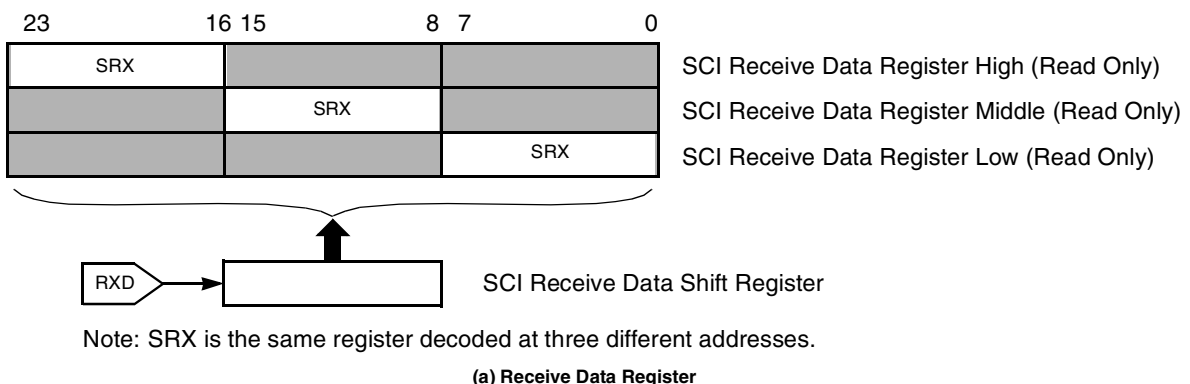 23 16 15 8 7 0
SRX SCI Receive Data Register High (Read Only)
SRX SCI Receive Data Register Middle (Read Only)
SRX SCI Receive Data Register Low (Read Only)
RXD SCI Receive Data Shift Register
Note: SRX is the same register decoded at three different addresses.
(a) Receive Data Register